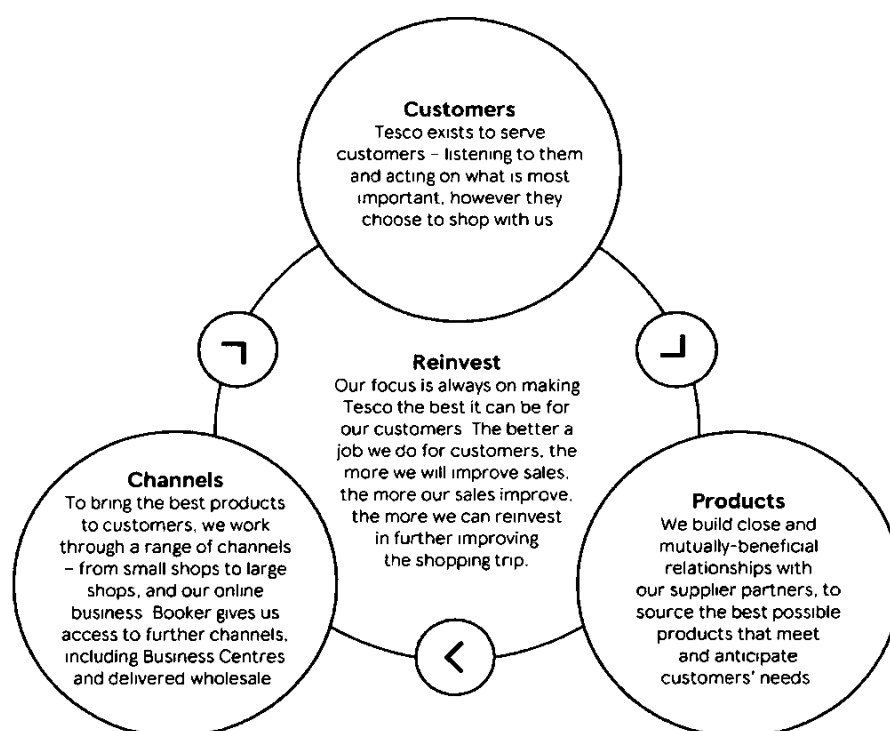 Customers
Tesco exists to serve
customers – listening to them
and acting on what is most
important, however they
choose to shop with us
Reinvest
Our focus is always on making
Tesco the best it can be for
our customers The better a
job we do for customers, the
more we will improve sales,
the more our sales improve,
the more we can reinvest
in further improving
the shopping trip.
Channels
To bring the best products
to customers, we work
through a range of channels
– from small shops to large
shops, and our online
business Booker gives us
access to further channels,
including Business Centres
and delivered wholesale
Products
We build close and
mutually-beneficial
relationships with
our supplier partners, to
source the best possible
products that meet
and anticipate
customers' needs